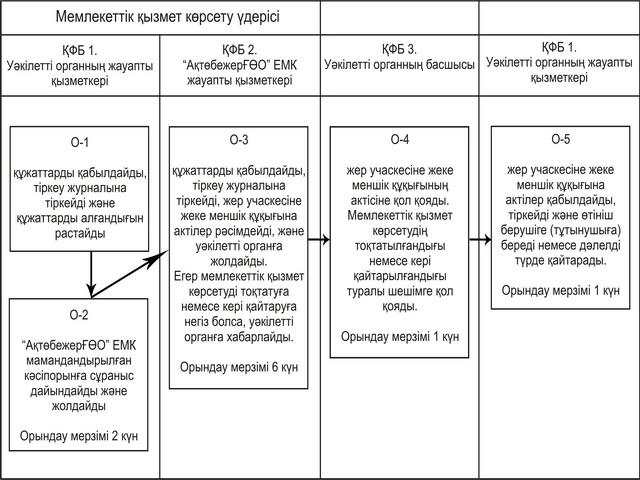 Мемлекеттік қызмет көрсету үдерісі
ҚФБ 1.
Уәкілетті органның жауапты
қызметкері
ҚФБ 2.
“АқтөбежерҒӨО” ЕМК
жауапты қызметкері
ҚФБ 3.
Уәкілетті органның басшысы
ҚФБ 1.
Уәкілетті органның жауапты
қызметкері
О-1
құжаттарды қабылдайды,
тіркеу журналына
тіркейді және
құжаттарды алғандығын
растайды
О-2
“АқтөбежерҒӨО” ЕМК
мамандандырылған
кәсіпорынға сұраныс
дайындайды және
жолдайды
Орындау мерзімі 2 күн
О-3
құжаттарды қабылдайды,
тіркеу журналына
тіркейді, жер учаскесіне
жеке меншік құқығына
актілер рәсімдейді, және
уәкілетті органға
жолдайды.
Егер мемлекеттік қызмет
көрсетуді тоқтатуға
немесе кері қайтаруға
негіз болса, уәкілетті
органға хабарлайды.
Орындау мерзімі 6 күн
О-4
жер учаскесіне жеке
меншік құқығының
актісіне қол қояды.
Мемлекеттік қызмет
көрсетудің
тоқтатылғандығы
немесе кері
қайтарылғандығы
туралы шешімге қол
қояды.
Орындау мерзімі 1 күн
О-5
жер учаскесіне жеке
меншік құқығына
актілер қабылдайды,
тіркейді және өтініш
берушіге (тұтынушыға)
береді немесе дәлелді
түрде қайтарады.
Орындау мерзімі 1 күн